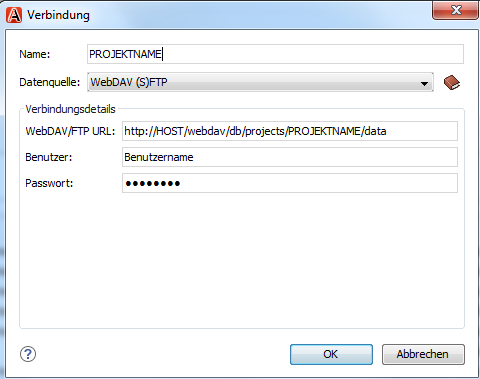 Verbindung
Name: PROJEKTNAME
Datenquelle: WebDAV (S)FTP
Verbindungsdetails
WebDAV/FTP URL: http://HOST/webdav/db/projects/PROJEKTNAME/data
Benutzer: Benutzername
Passwort: ●●●●●●●●
? OK Abbrechen